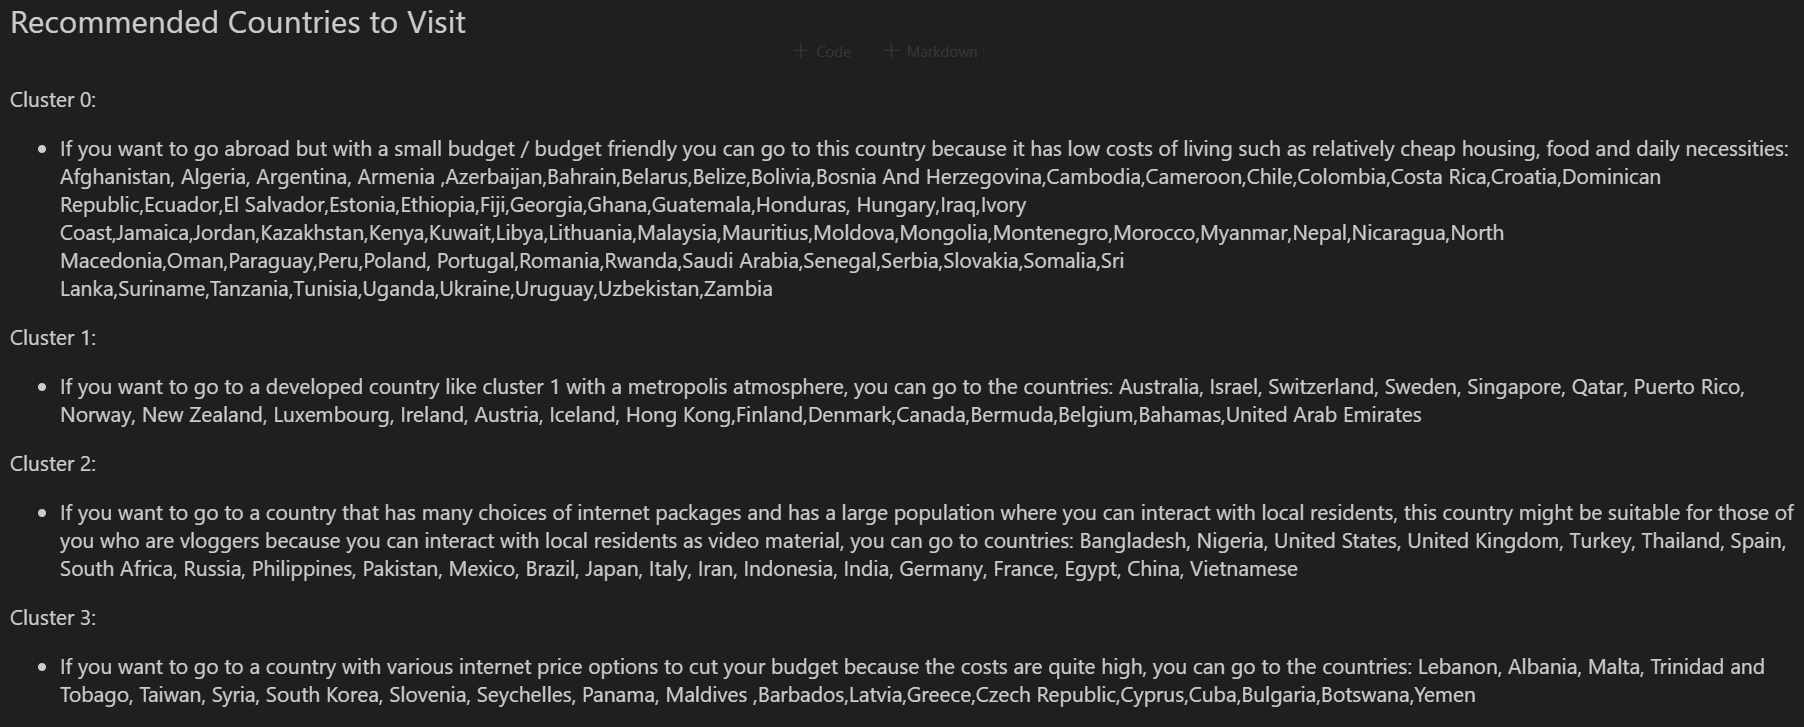 Recommended Countries to Visit
+ Code + Markdown
Cluster 0:
• If you want to go abroad but with a small budget / budget friendly you can go to this country because it has low costs of living such as relatively cheap housing, food and daily necessities:
Afghanistan, Algeria, Argentina, Armenia ,Azerbaijan,Bahrain,Belarus,Belize,Bolivia,Bosnia And Herzegovina,Cambodia,Cameroon,Chile,Colombia,Costa Rica,Croatia,Dominican
Republic,Ecuador,El Salvador,Estonia,Ethiopia,Fiji,Georgia,Ghana,Guatemala,Honduras, Hungary,Iraq,Ivory
Coast,Jamaica,Jordan,Kazakhstan,Kenya,Kuwait,Libya,Lithuania,Malaysia,Mauritius,Moldova,Mongolia,Montenegro,Morocco,Myanmar,Nepal,Nicaragua,North
Macedonia,Oman,Paraguay,Peru,Poland, Portugal,Romania,Rwanda,Saudi Arabia,Senegal,Serbia,Slovakia,Somalia,Sri
Lanka,Suriname,Tanzania,Tunisia,Uganda,Ukraine,Uruguay,Uzbekistan,Zambia
Cluster 1:
• If you want to go to a developed country like cluster 1 with a metropolis atmosphere, you can go to the countries: Australia, Israel, Switzerland, Sweden, Singapore, Qatar, Puerto Rico,
Norway, New Zealand, Luxembourg, Ireland, Austria, Iceland, Hong Kong,Finland,Denmark,Canada,Bermuda,Belgium,Bahamas,United Arab Emirates
Cluster 2:
• If you want to go to a country that has many choices of internet packages and has a large population where you can interact with local residents, this country might be suitable for those of
you who are vloggers because you can interact with local residents as video material, you can go to countries: Bangladesh, Nigeria, United States, United Kingdom, Turkey, Thailand, Spain,
South Africa, Russia, Philippines, Pakistan, Mexico, Brazil, Japan, Italy, Iran, Indonesia, India, Germany, France, Egypt, China, Vietnamese
Cluster 3:
• If you want to go to a country with various internet price options to cut your budget because the costs are quite high, you can go to the countries: Lebanon, Albania, Malta, Trinidad and
Tobago, Taiwan, Syria, South Korea, Slovenia, Seychelles, Panama, Maldives ,Barbados,Latvia,Greece,Czech Republic,Cyprus,Cuba,Bulgaria,Botswana,Yemen